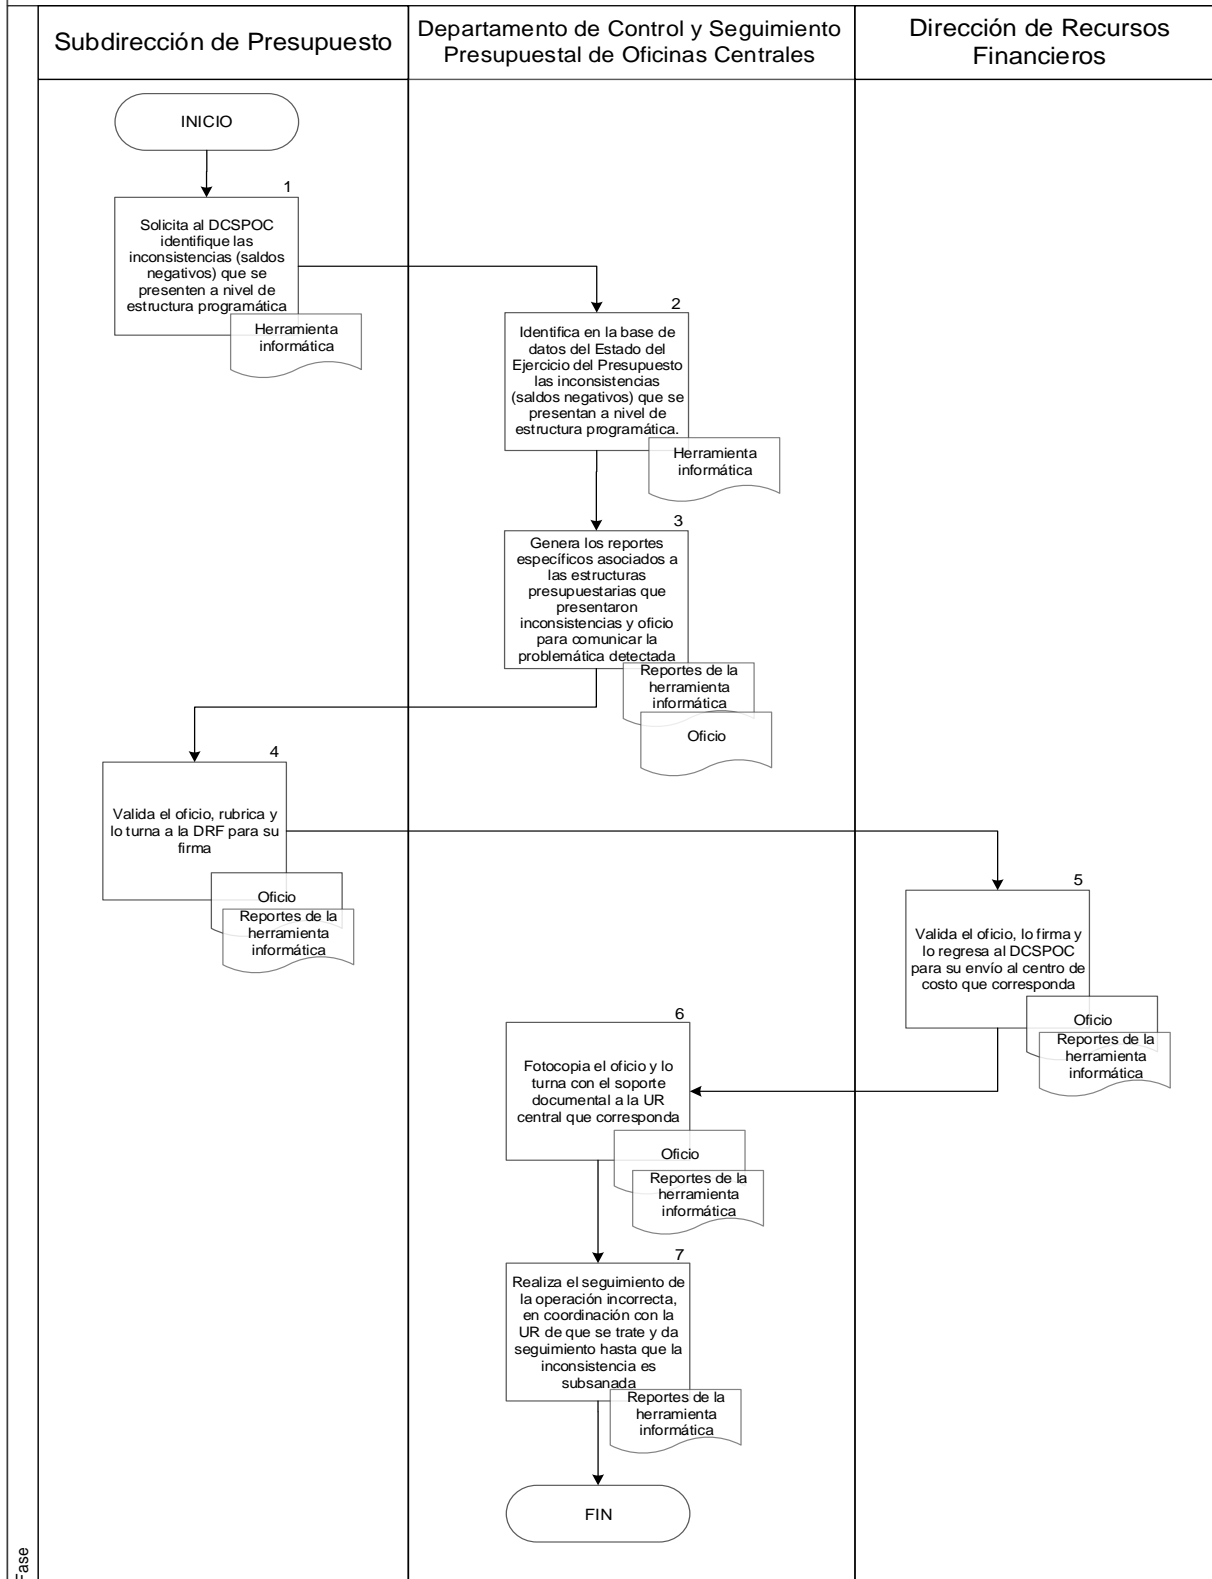 Subdirección de Presupuesto
Departamento de Control y Seguimiento
Presupuestal de Oficinas Centrales
Dirección de Recursos
Financieros
INICIO
1
Solicita al DCSPOC
identifique las
inconsistencias (saldos
negativos) que se
presenten a nivel de
estructura programática
Herramienta
informática
2
Identifica en la base de
datos del Estado del
Ejercicio del Presupuesto
las inconsistencias
(saldos negativos) que se
presentan a nivel de
estructura programática.
Herramienta
informática
3
Genera los reportes
específicos asociados a
las estructuras
presupuestarias que
presentaron
inconsistencias y oficio
para comunicar la
problemática detectada
Reportes de la
herramienta
informática
Oficio
4
Valida el oficio, rubrica y
lo turna a la DRF para su
firma
Oficio
Reportes de la
herramienta
informática
5
Valida el oficio, lo firma y
lo regresa al DCSPOC
para su envío al centro de
costo que corresponda
Oficio
Reportes de la
herramienta
informática
6
Fotocopia el oficio y lo
turna con el soporte
documental a la UR
central que corresponda
Oficio
Reportes de la
herramienta
informática
7
Realiza el seguimiento de
la operación incorrecta,
en coordinación con la
UR de que se trate y da
seguimiento hasta que la
inconsistencia es
subsanada
Reportes de la
herramienta
informática
FIN
Fase